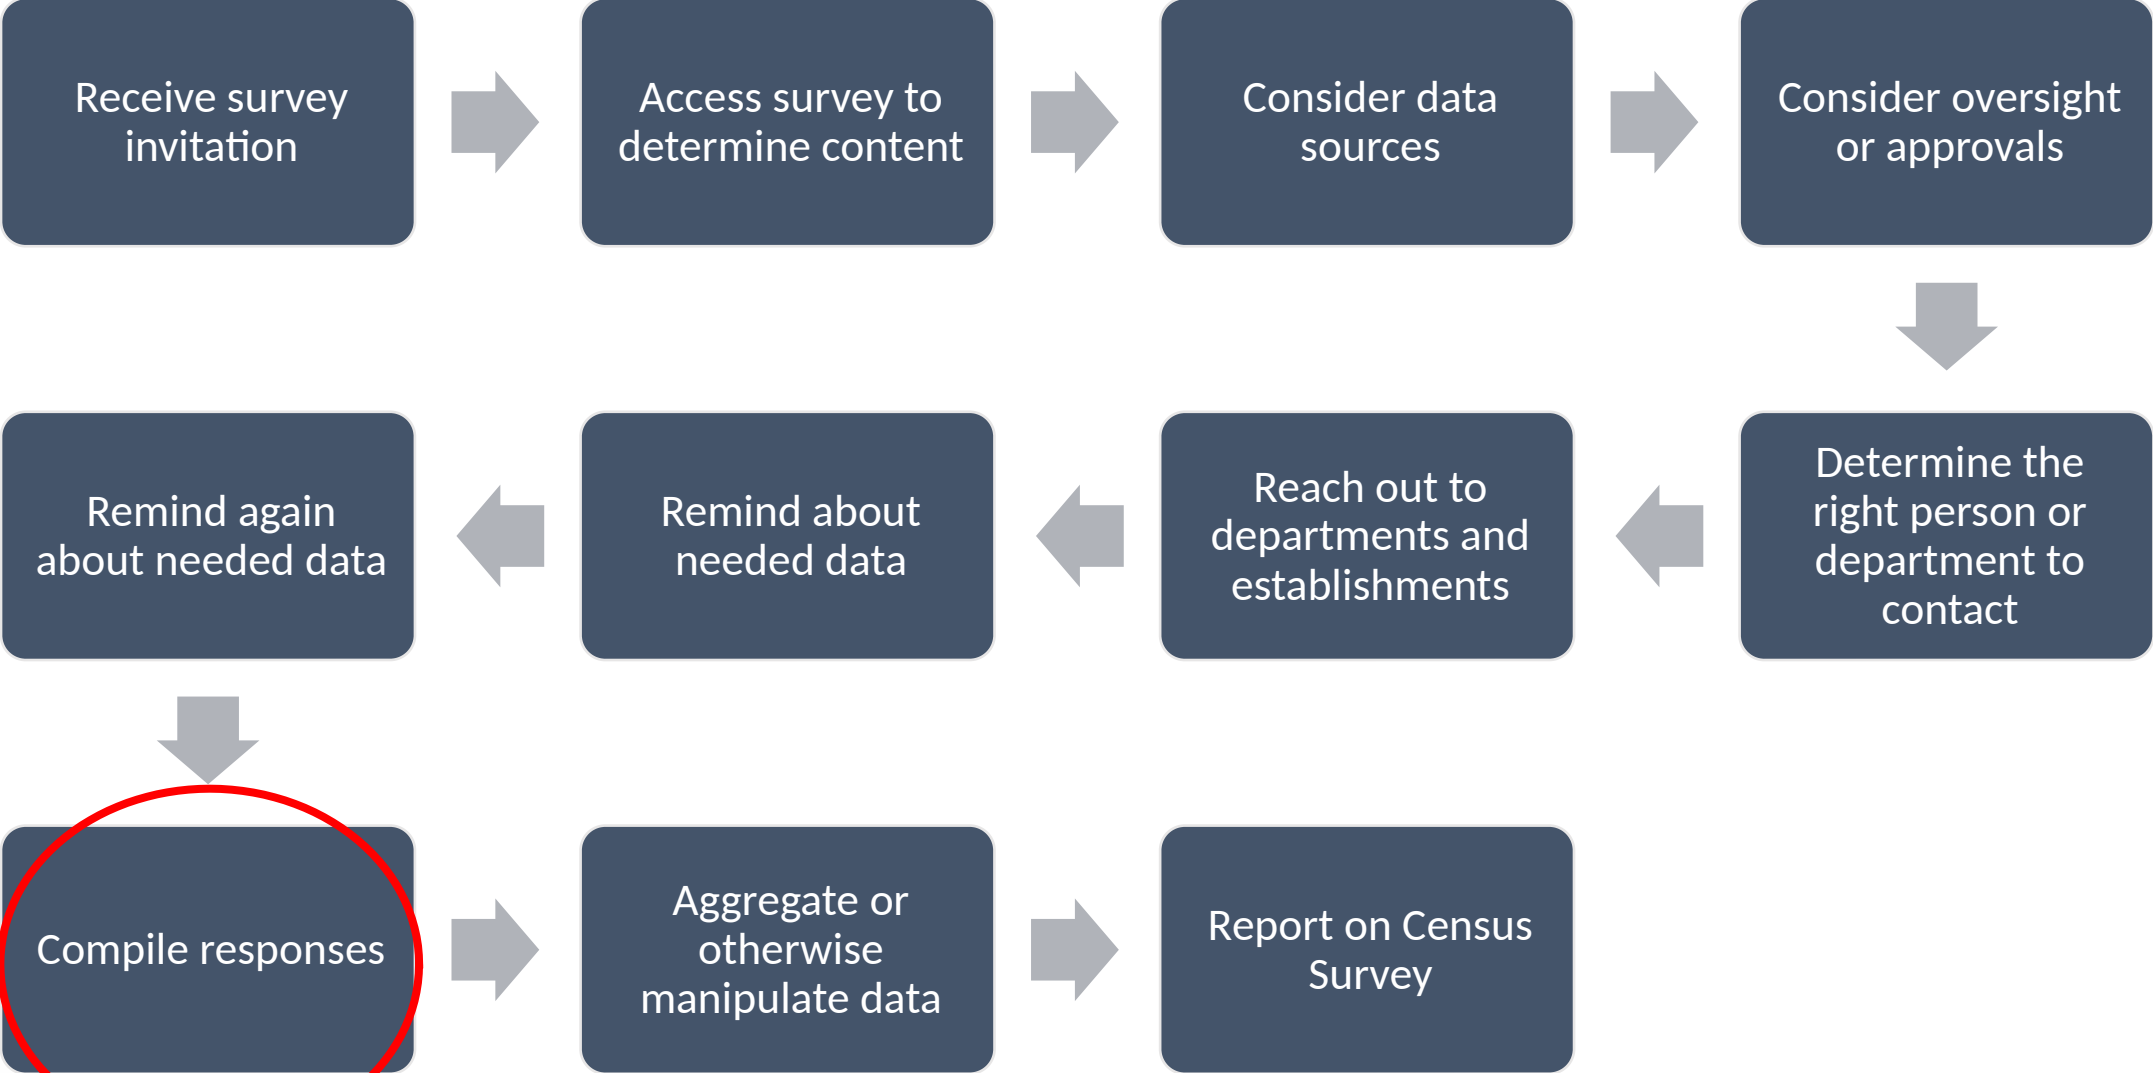 Receive survey
invitation
Access survey to
determine content
Consider data
sources
Consider oversight
or approvals
Determine the
right person or
department to
contact
Reach out to
departments and
establishments
Remind about
needed data
Remind again
about needed data
Compile responses
Aggregate or
otherwise
manipulate data
Report on Census
Survey